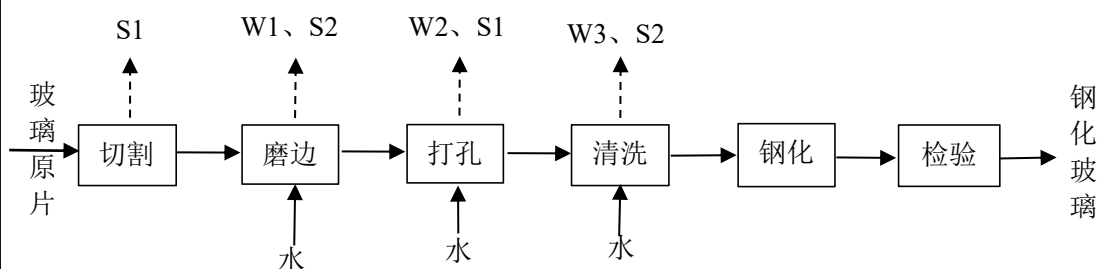 S1
W1、S2
W2、S1
W3、S2
玻璃原片
切割
磨边
打孔
清洗
钢化
检验
钢化玻璃
水
水
水